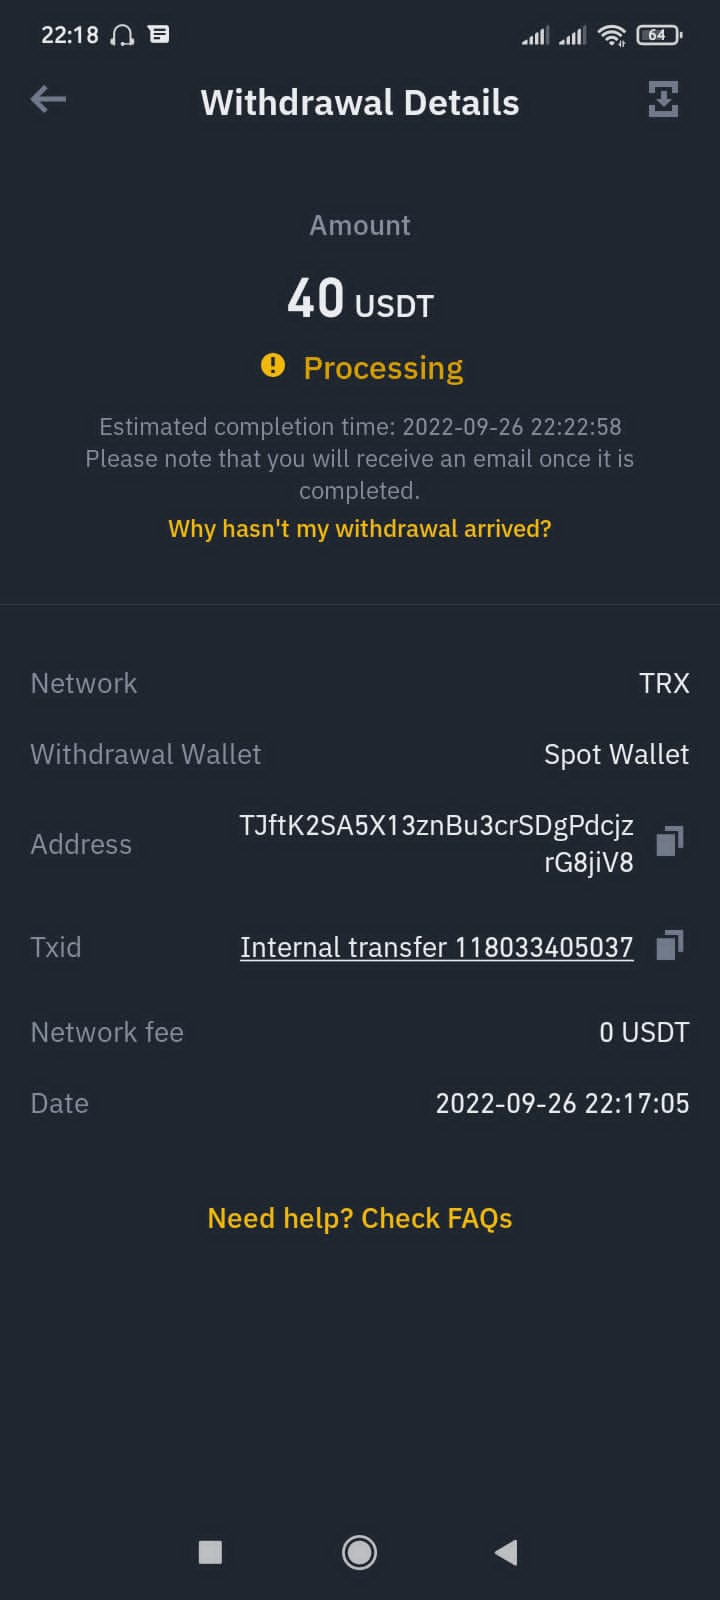 22:18
64
Withdrawal Details
Amount
40 USDT
Processing
Estimated completion time: 2022-09-26 22:22:58
Please note that you will receive an email once it is
completed.
Why hasn't my withdrawal arrived?
Network TRX
Withdrawal Wallet Spot Wallet
Address TJftK2SA5X13znBu3crSDgPdcjz
rG8jiV8
Txid Internal transfer 118033405037
Network fee 0 USDT
Date 2022-09-26 22:17:05
Need help? Check FAQs